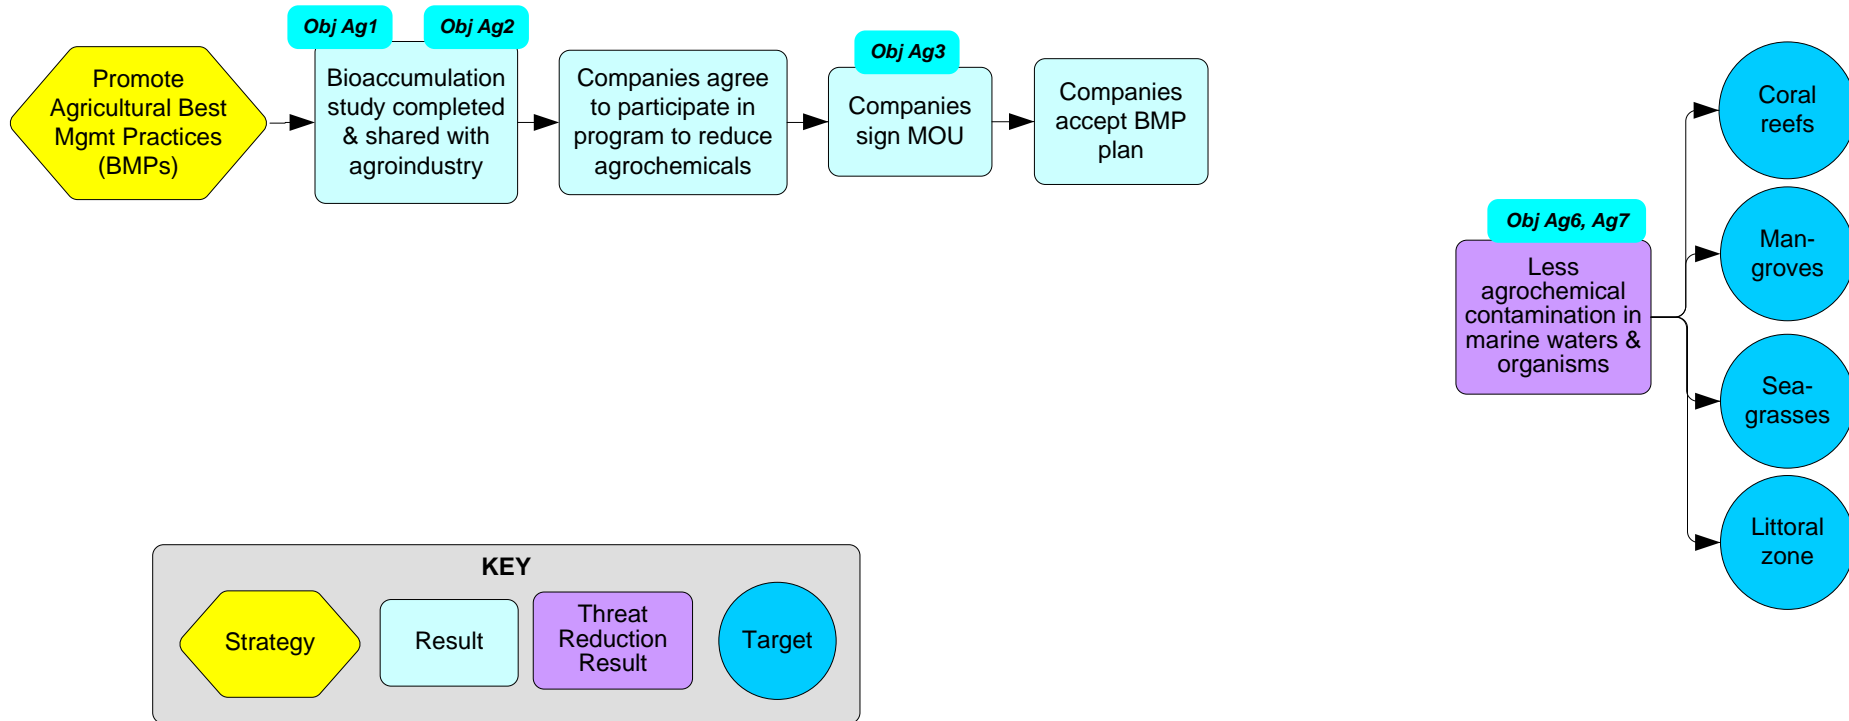 Obj Ag1
Obj Ag2
Promote
Agricultural Best
Mgmt Practices
(BMPs)
Bioaccumulation
study completed
& shared with
agroindustry
Companies agree
to participate in
program to reduce
agrochemicals
Obj Ag3
Companies
sign MOU
Companies
accept BMP
plan
Obj Ag6, Ag7
Less
agrochemical
contamination in
marine waters &
organisms
Coral
reefs
Man-
groves
Sea-
grasses
Littoral
zone
KEY
Strategy
Result
Threat
Reduction
Result
Target